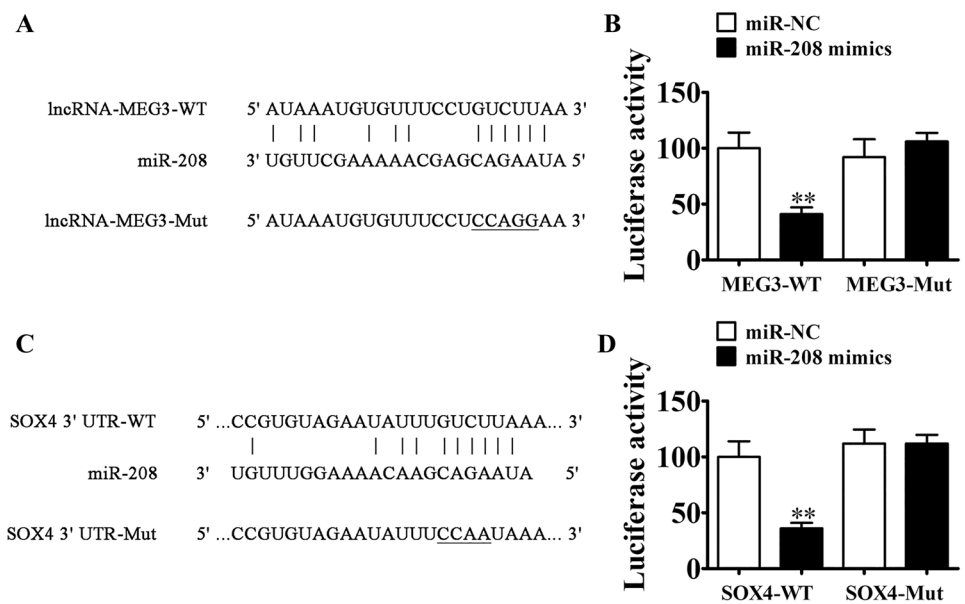 A
lncRNA-MEG3-WT 5' AUAAAUGUGUUUCCUGUCUUAA 3'
miR-208 3' UGUUCGAAAAACGAGCAGAAUA 5'
lncRNA-MEG3-Mut 5' AUAAAUGUGUUUCCUCCAGGAA 3'
B
miR-NC
miR-208 mimics
Luciferase activity
150
100
50
0
**
MEG3-WT MEG3-Mut
C
SOX4 3' UTR-WT 5' ...CCGUGUAGAAUAUUUGUCUUAAA... 3'
miR-208 3' UGUUUGGAAAACAAGCAGAAUA 5'
SOX4 3' UTR-Mut 5' ...CCGUGUAGAAUAUUUCCAAUAAA... 3'
D
miR-NC
miR-208 mimics
Luciferase activity
150
100
50
0
**
SOX4-WT SOX4-Mut